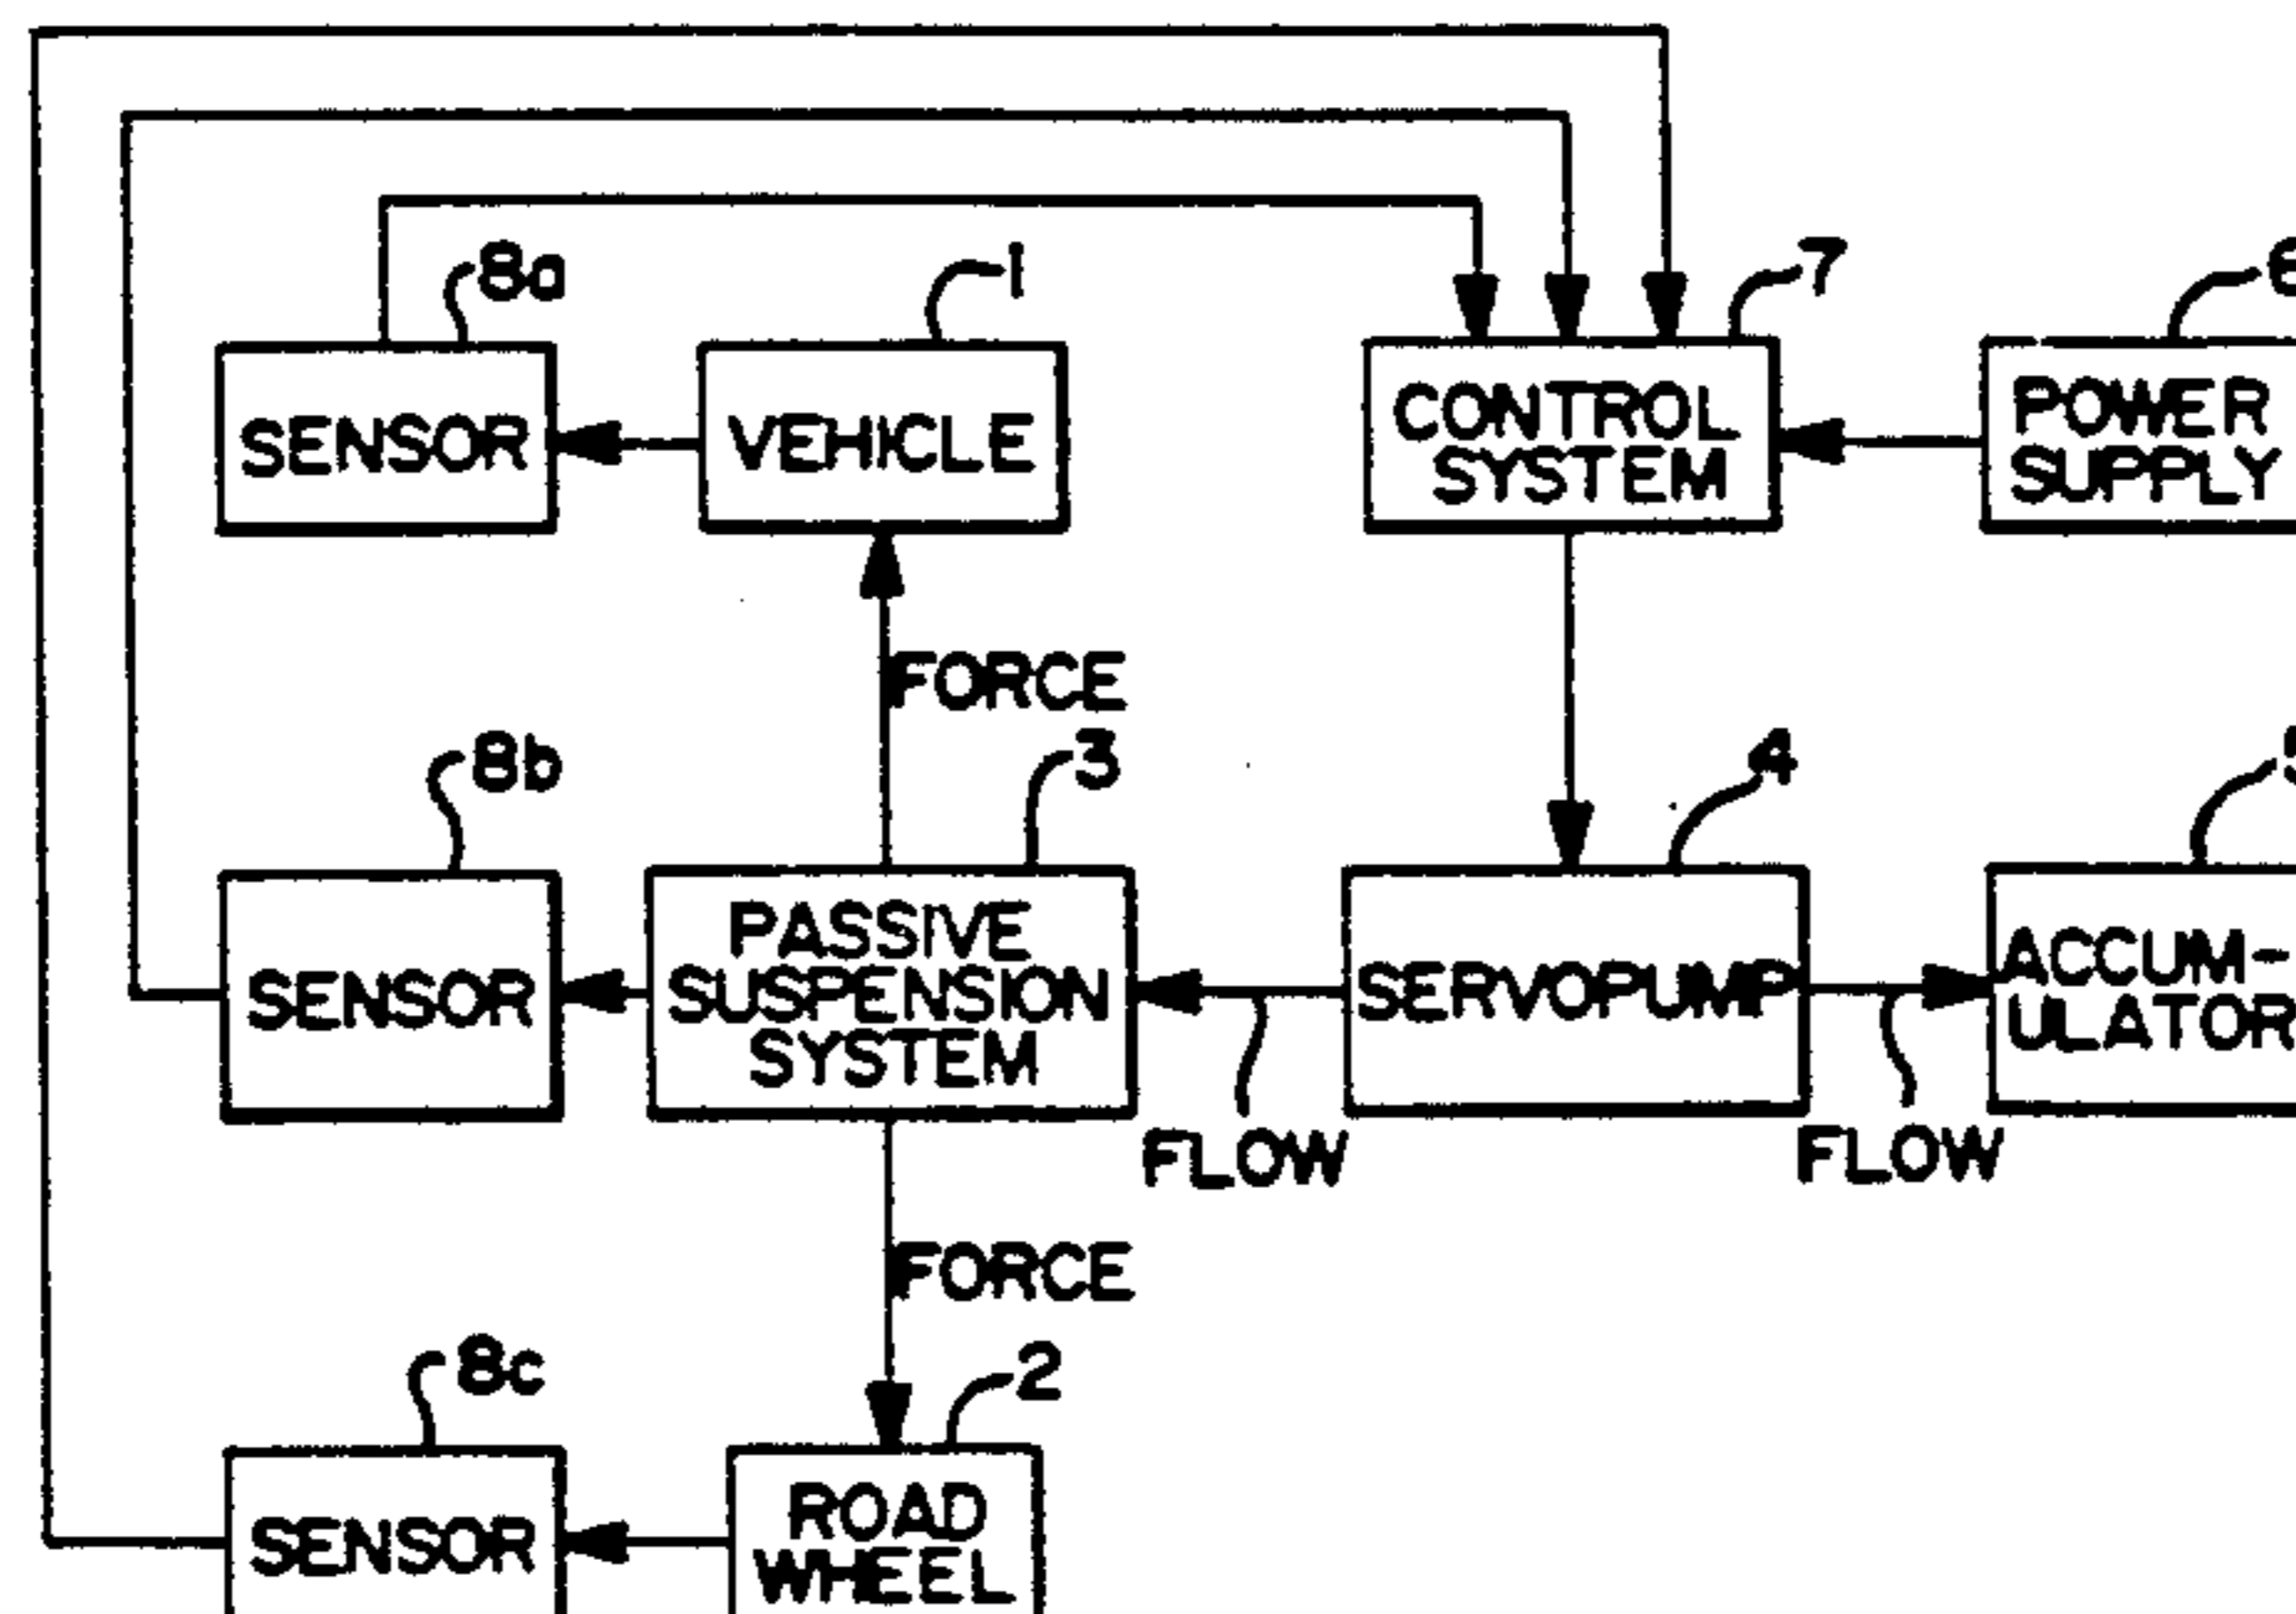 8a
1
7
6
SENSOR
VEHICLE
CONTROL
SYSTEM
POWER
SUPPLY
FORCE
8b
3
4
5
SENSOR
PASSIVE
SUSPENSION
SYSTEM
SERVOPUMP
ACCUM-
ULATOR
FLOW
FLOW
FORCE
8c
2
SENSOR
ROAD
WHEEL